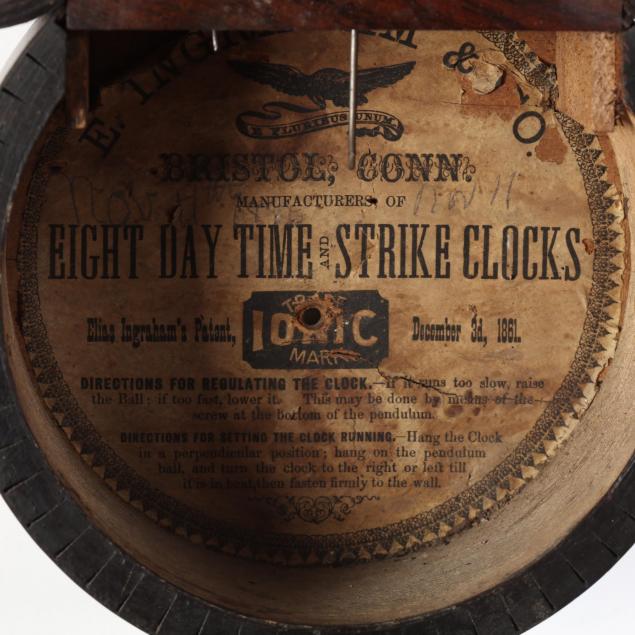 E. INGRAHAM & CO.
E PLURIBUS UNUM
BRISTOL, CONN.
Nov 11
MANUFACTURERS OF
EIGHT DAY TIME AND STRIKE CLOCKS
Elias Ingraham's Patent, TRADE IONIC MARK December 3d, 1861.
DIRECTIONS FOR REGULATING THE CLOCK.—If it runs too slow, raise
the Ball; if too fast, lower it. This may be done by means of the
screw at the bottom of the pendulum.
DIRECTIONS FOR SETTING THE CLOCK RUNNING.—Hang the Clock
in a perpendicular position; hang on the pendulum
ball, and turn the clock to the right or left till
it is in beat, then fasten firmly to the wall.